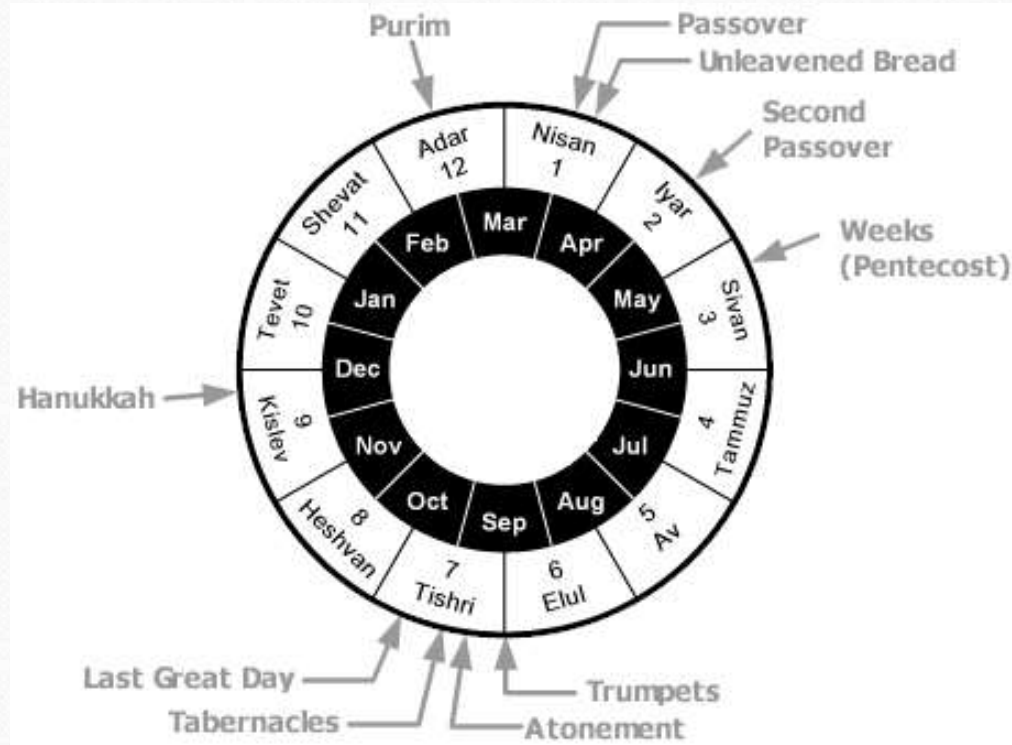 Purim
Passover
Unleavened Bread
Second
Passover
Weeks
(Pentecost)
Hanukkah
Last Great Day
Tabernacles
Atonement
Trumpets
Nisan
1
Iyar
2
Sivan
3
Tammuz
4
Av
5
Elul
6
Tishri
7
Heshvan
8
Kislev
9
Tevet
10
Shevat
11
Adar
12
Mar
Apr
May
Jun
Jul
Aug
Sep
Oct
Nov
Dec
Jan
Feb